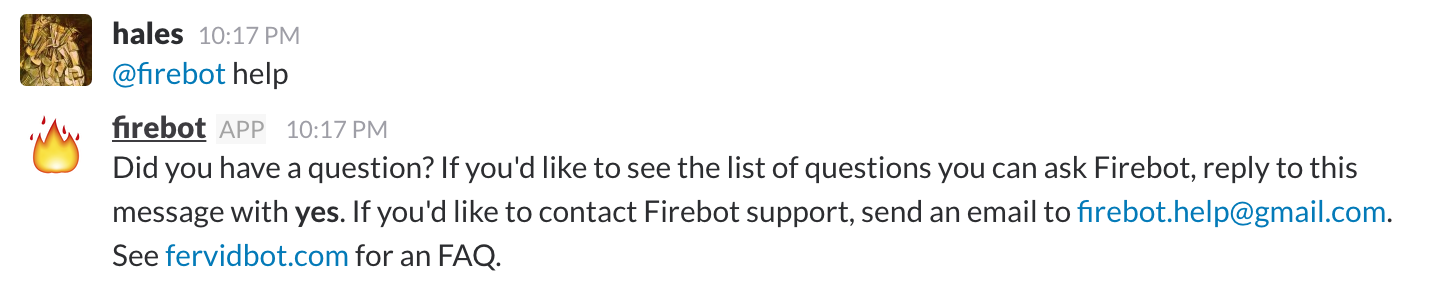 hales 10:17 PM
@firebot help
firebot APP 10:17 PM
Did you have a question? If you'd like to see the list of questions you can ask Firebot, reply to this
message with yes. If you'd like to contact Firebot support, send an email to firebot.help@gmail.com.
See fervidbot.com for an FAQ.